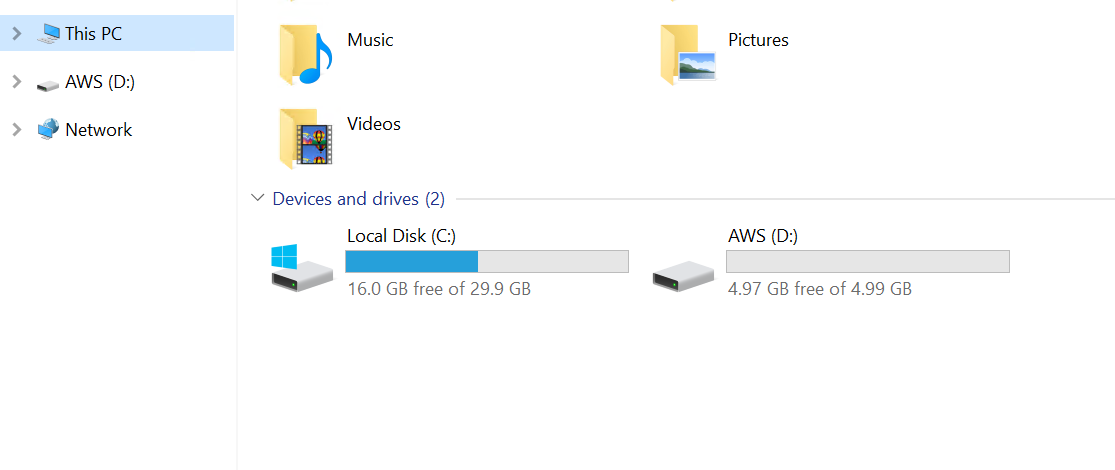 This PC
AWS (D:)
Network
Music
Pictures
Videos
Devices and drives (2)
Local Disk (C:)
16.0 GB free of 29.9 GB
AWS (D:)
4.97 GB free of 4.99 GB